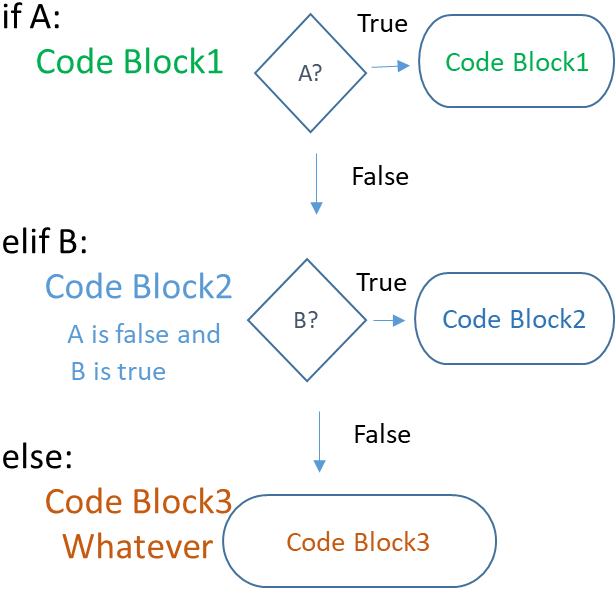 if A:
True
Code Block1
A?
Code Block1
False
elif B:
Code Block2
True
A is false and
B is true
B?
Code Block2
False
else:
Code Block3
Whatever
Code Block3